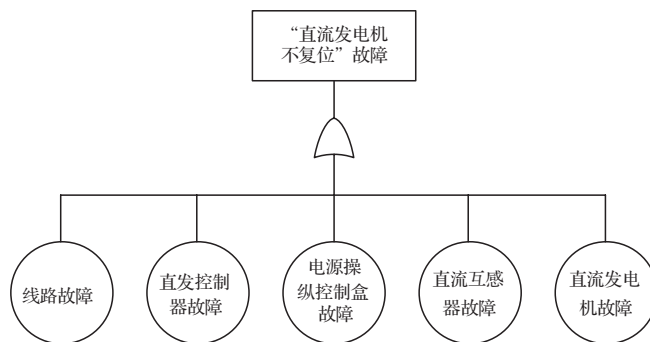 “直流发电机
不复位”故障
线路故障
直发控制
器故障
电源操
纵控制盒
故障
直流互感
器故障
直流发电
机故障